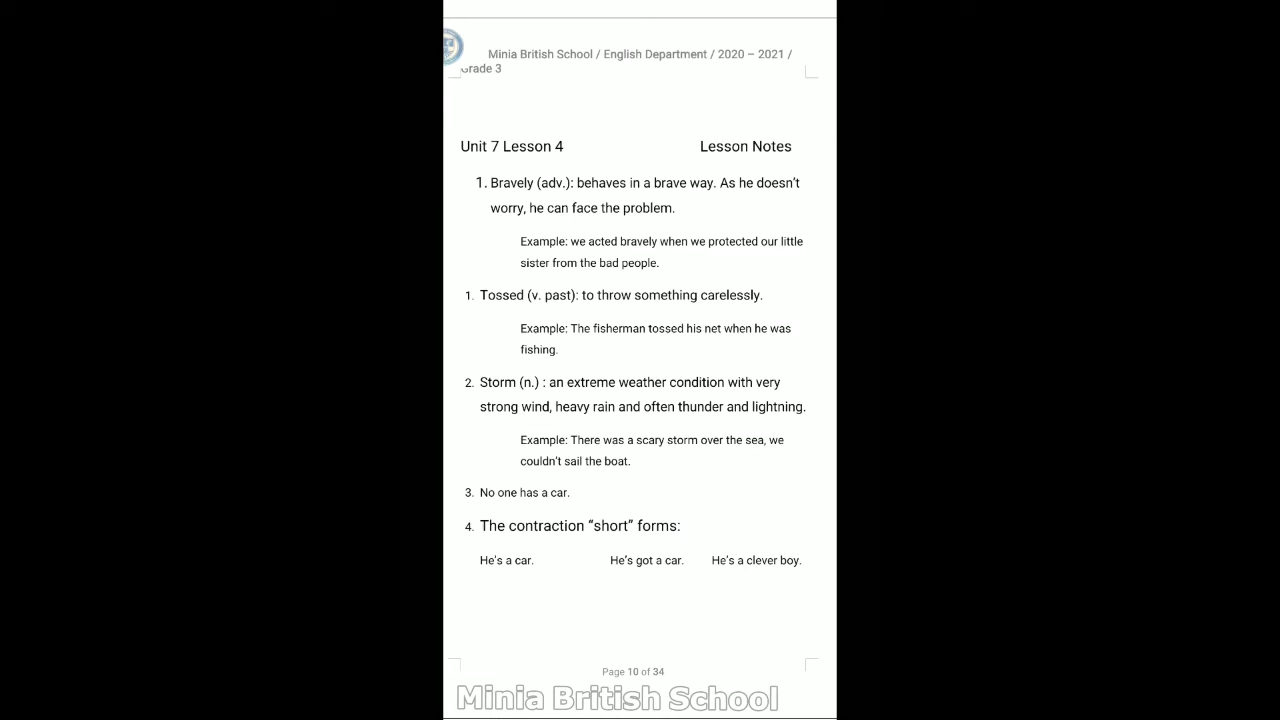 Minia British School / English Department / 2020 – 2021 /
Grade 3
Unit 7 Lesson 4 Lesson Notes
1. Bravely (adv.): behaves in a brave way. As he doesn't
worry, he can face the problem.
Example: we acted bravely when we protected our little
sister from the bad people.
1. Tossed (v. past): to throw something carelessly.
Example: The fisherman tossed his net when he was
fishing.
2. Storm (n.) : an extreme weather condition with very
strong wind, heavy rain and often thunder and lightning.
Example: There was a scary storm over the sea, we
couldn't sail the boat.
3. No one has a car.
4. The contraction “short” forms:
He's a car. He's got a car. He's a clever boy.
Page 10 of 34
Minia British School